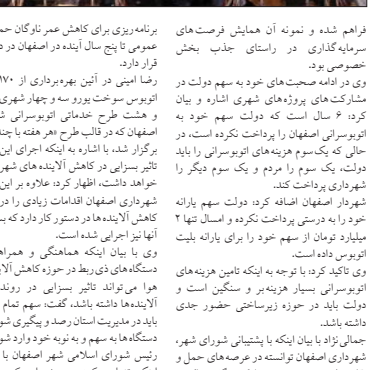 برنامه‌ریزی برای کاهش عمر ناوگان حم
عمومی تا پنج سال آینده در اصفهان در د
قرار دارد.
رضا امینی در آئین بهره‌برداری از ۱۷۰
اتوبوس سوخت یورو سه و چهار شهری
و هشت طرح خدماتی اتوبوسرانی ش
اصفهان که در قالب طرح «هر هفته با چند
برگزار شد، با اشاره به اینکه اجرای این
تاثیر بسزایی در کاهش آلاینده های شهر
خواهد داشت، اظهار کرد: علاوه بر این
شهرداری اصفهان اقدامات زیادی را در
کاهش آلاینده ها در دستور کار دارد که بـ
آنها نیز اجرایی شده است.
وی با بیان اینکه هماهنگی و همراه
دستگاه‌های ذی‌ربط در حوزه کاهش آلا
هوا می‌تواند تاثیر بسزایی در روند
آلاینده‌ها داشته باشد، گفت: سهم تمام
باید در مدیریت استان رصد و پیگیری شو
دستگاه‌ها به سهم و به نوبه خود وارد شو
رئیس شورای اسلامی شهر اصفهان با
فراهم شده و نمونه آن همایش فرصت‌های
سرمایه‌گذاری در راستای جذب بخش
خصوصی بود.
وی در ادامه صحبت‌های خود به سهم دولت در
مشارکت‌های پروژه‌های شهری اشاره و بیان
کرد: ۶ سال است که دولت سهم خود به
اتوبوسرانی اصفهان را پرداخت نکرده است، در
حالی که یک‌سوم هزینه‌های اتوبوسرانی را باید
دولت، یک سوم را مردم و یک سوم دیگر را
شهرداری پرداخت کند.
شهردار اصفهان اضافه کرد: دولت سهم یارانه
خود را به درستی پرداخت نکرده و امسال تنها ۲
میلیارد تومان از سهم خود را برای یارانه بلیت
اتوبوس داده است.
وی تاکید کرد: با توجه به اینکه تامین هزینه‌های
اتوبوسرانی بسیار هزینه‌بر و سنگین است و
دولت باید در حوزه زیرساختی حضور جدی
داشته باشد.
جمالی‌نژاد با بیان اینکه با پشتیبانی شورای شهر،
شهرداری اصفهان توانسته در عرصه‌های حمل و